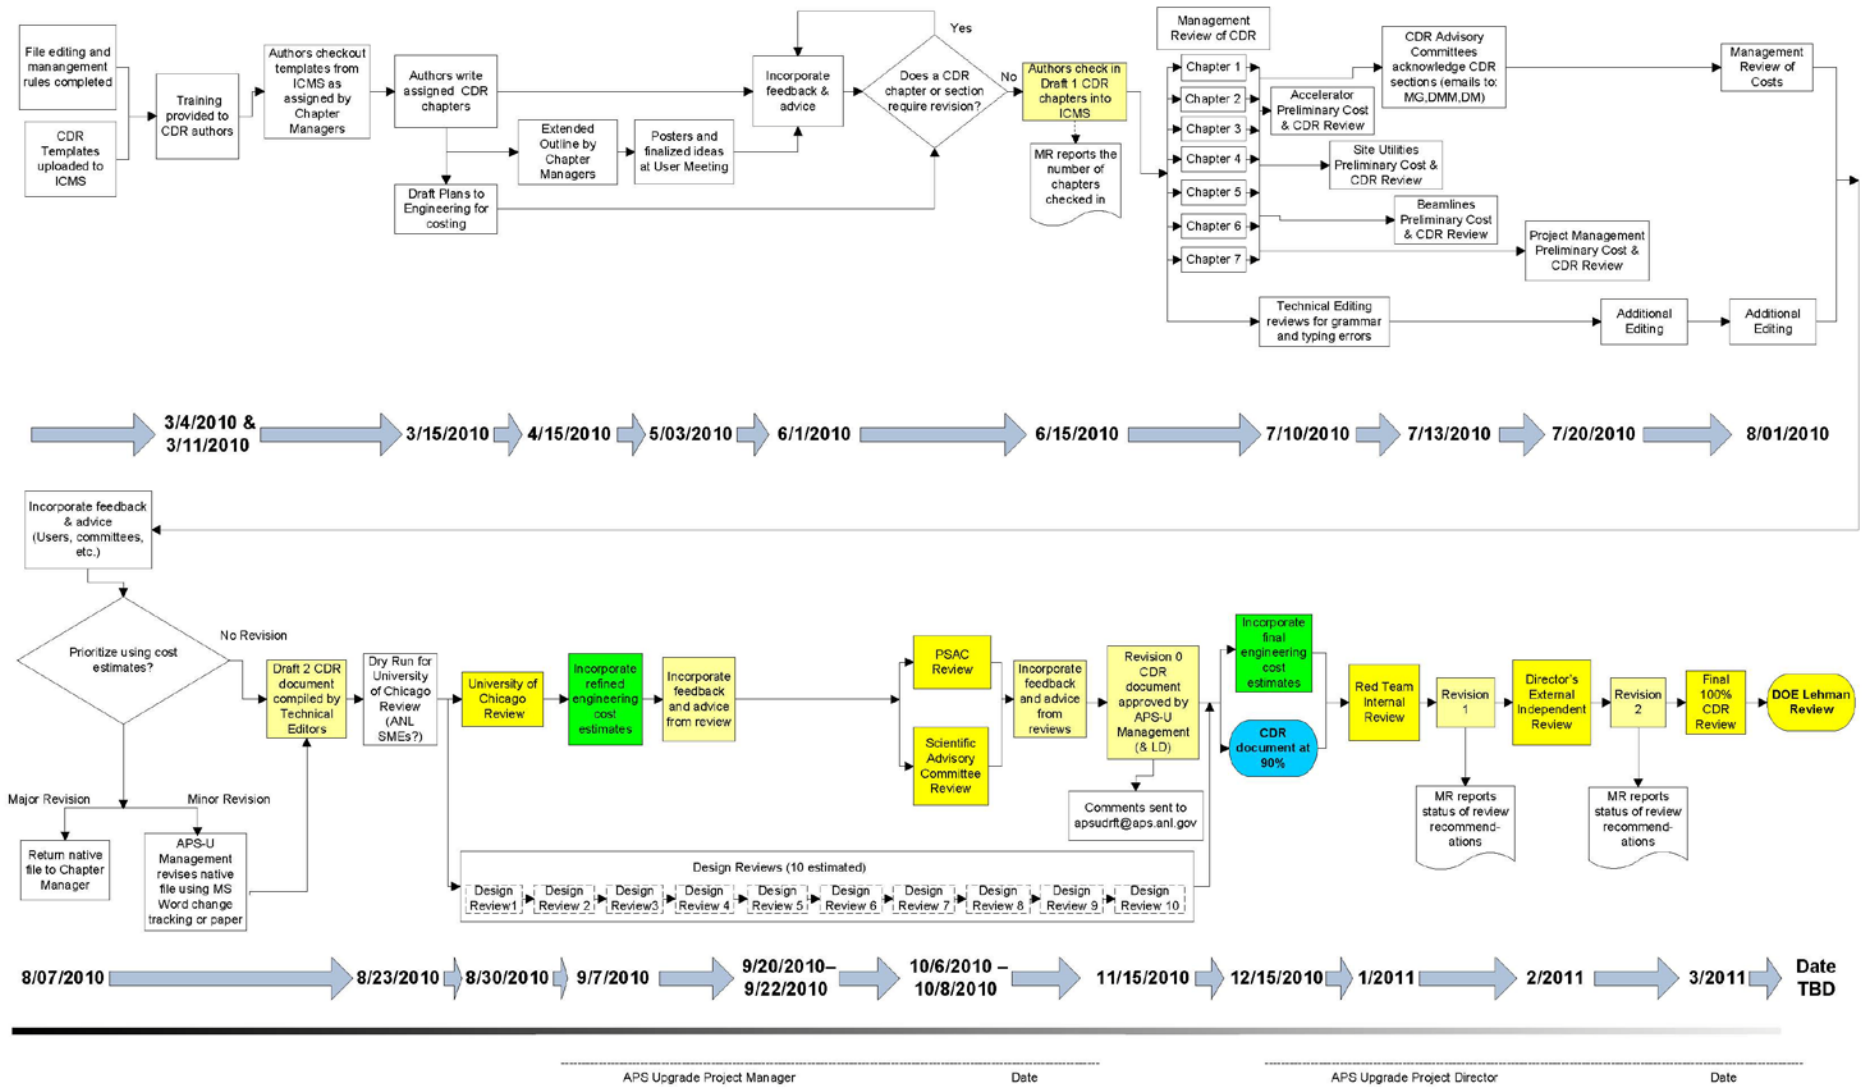 File editing and
manangement
rules completed
CDR
Templates
uploaded to
ICMS
Training
provided to
CDR authors
Authors checkout
templates from
ICMS as
assigned by
Chapter
Managers
Authors write
assigned CDR
chapters
Extended
Outline by
Chapter
Managers
Draft Plans to
Engineering for
costing
Posters and
finalized ideas
at User Meeting
Incorporate
feedback &
advice
Yes
Does a CDR
chapter or section
require revision?
No
Authors check in
Draft 1 CDR
chapters into
ICMS
MR reports the
number of
chapters
checked in
Management
Review of CDR
Chapter 1
Chapter 2
Chapter 3
Chapter 4
Chapter 5
Chapter 6
Chapter 7
CDR Advisory
Committees
acknowledge CDR
sections (emails to:
MG,DMM,DM)
Accelerator
Preliminary Cost
& CDR Review
Site Utilities
Preliminary Cost &
CDR Review
Beamlines
Preliminary Cost
& CDR Review
Project Management
Preliminary Cost &
CDR Review
Management
Review of
Costs
Technical Editing
reviews for grammar
and typing errors
Additional
Editing
Additional
Editing
3/4/2010 &
3/11/2010
3/15/2010
4/15/2010
5/03/2010
6/1/2010
6/15/2010
7/10/2010
7/13/2010
7/20/2010
8/01/2010
Incorporate feedback
& advice
(Users, committees,
etc.)
Prioritize using cost
estimates?
No Revision
Major Revision
Minor Revision
Return native
file to Chapter
Manager
APS-U
Management
revises native
file using MS
Word change
tracking or paper
Draft 2 CDR
document
compiled by
Technical
Editors
Dry Run for
University
of Chicago
Review
(ANL
SMEs?)
University of
Chicago
Review
Incorporate
refined
engineering
cost
estimates
Incorporate
feedback
and advice
from review
PSAC
Review
Scientific
Advisory
Committee
Review
Incorporate
feedback
and advice
from
reviews
Revision 0
CDR
document
approved by
APS-U
Management
(& LD)
Comments sent to
apsudrft@aps.anl.gov
Design Reviews (10 estimated)
Design
Review1
Design
Review 2
Design
Review3
Design
Review 4
Design
Review 5
Design
Review 6
Design
Review 7
Design
Review 8
Design
Review 9
Design
Review 10
Incorporate
final
engineering
cost
estimates
CDR
document at
90%
Red Team
Internal
Review
Revision
1
MR reports
status of review
recommend-
ations
Director's
External
Independent
Review
Revision
2
MR reports
status of review
recommend-
ations
Final
100%
CDR
Review
DOE Lehman
Review
8/07/2010
8/23/2010
8/30/2010
9/7/2010
9/20/2010–
9/22/2010
10/6/2010 –
10/8/2010
11/15/2010
12/15/2010
1/2011
2/2011
3/2011
Date
TBD
APS Upgrade Project Manager
Date
APS Upgrade Project Director
Date